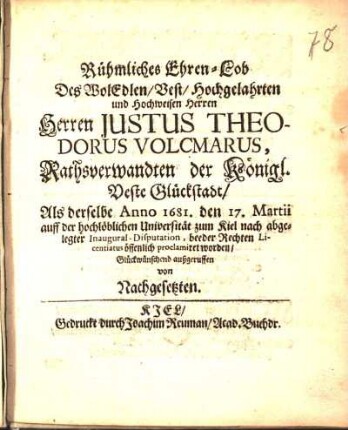 78
Rühmliches Ehren-Lob
Des WolEdlen/Vest/Hochgelahrten
und Hochweisen Herren
Herren JUSTUS THEO-
DORUS VOLCMARUS,
Rathsverwandten der Königl.
Veste Glückstadt/
Als derselbe Anno 1681. den 17. Martii
auff der hochlöblichen Universität zum Kiel nach abge-
legter Inaugural-Disputation, beeder Rechten Li-
centiatus öffenlich proclamiret worden/
Glückwünschend außgeruffen
von
Nachgesetzten.
KJEL/
Gedruckt durch Joachim Reuman/Acad. Buchdr.